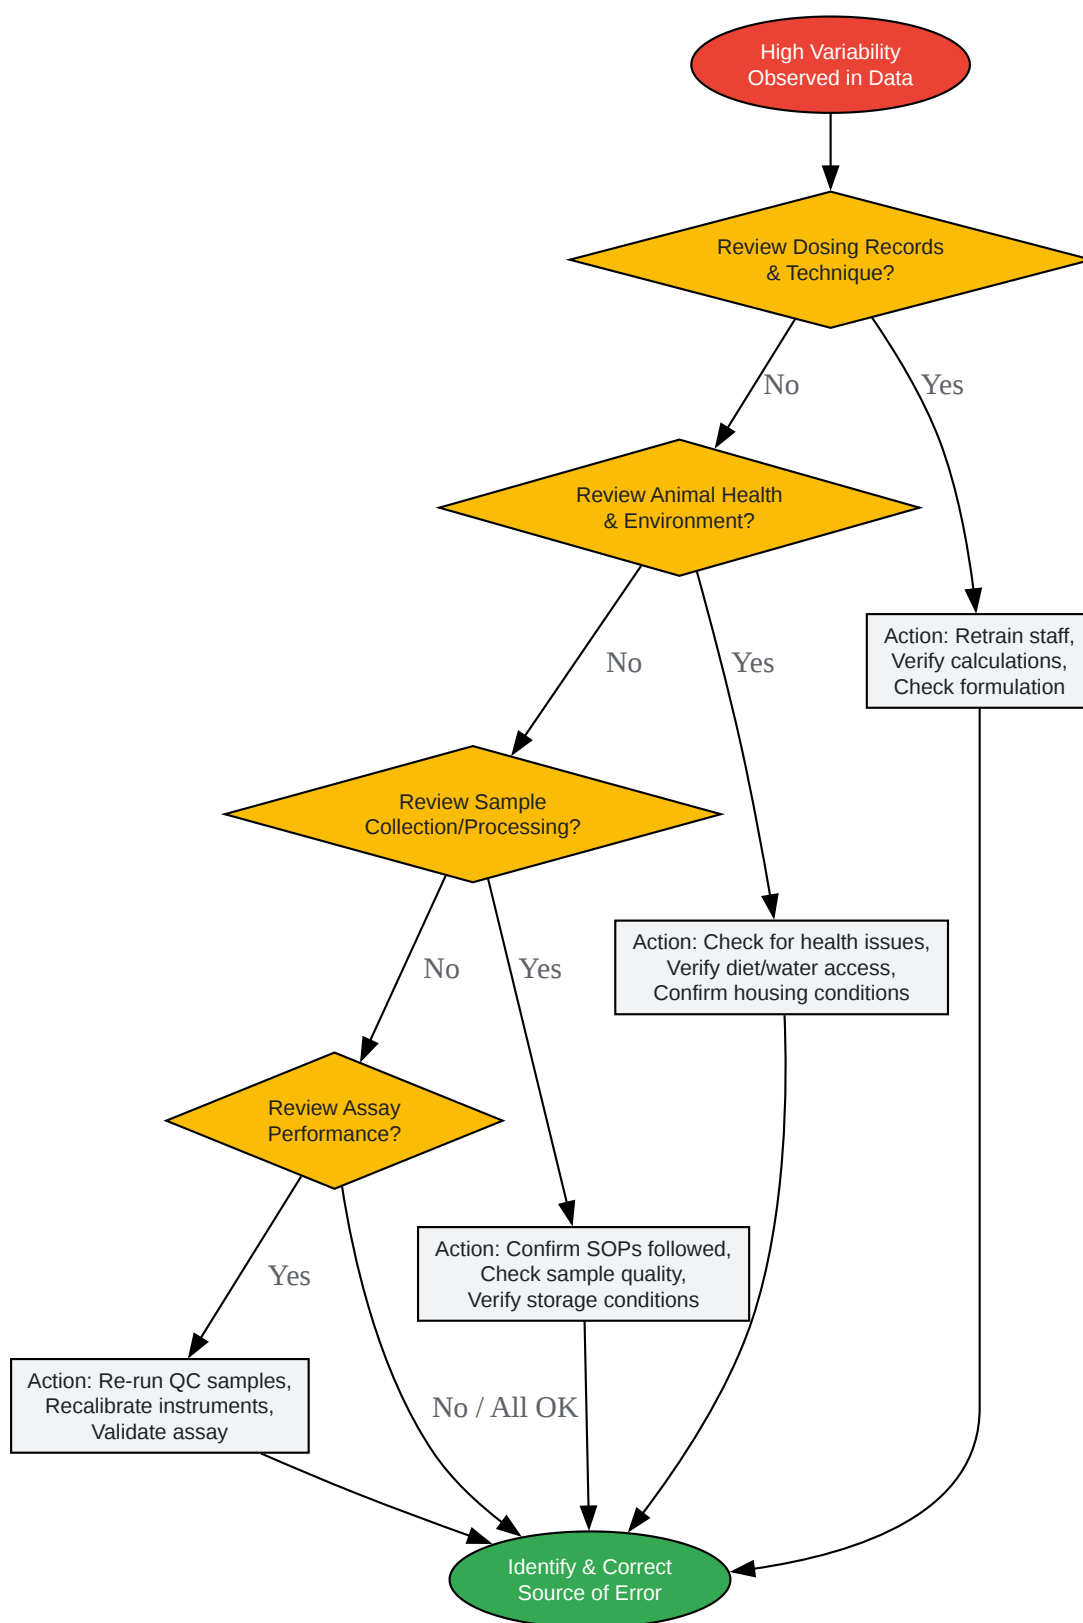 High Variability
Observed in Data
Review Dosing Records
& Technique?
No
Yes
Review Animal Health
& Environment?
No
Yes
Action: Retrain staff,
Verify calculations,
Check formulation
Review Sample
Collection/Processing?
No
Yes
Action: Check for health issues,
Verify diet/water access,
Confirm housing conditions
Review Assay
Performance?
Yes
No / All OK
Action: Confirm SOPs followed,
Check sample quality,
Verify storage conditions
Action: Re-run QC samples,
Recalibrate instruments,
Validate assay
Identify & Correct
Source of Error